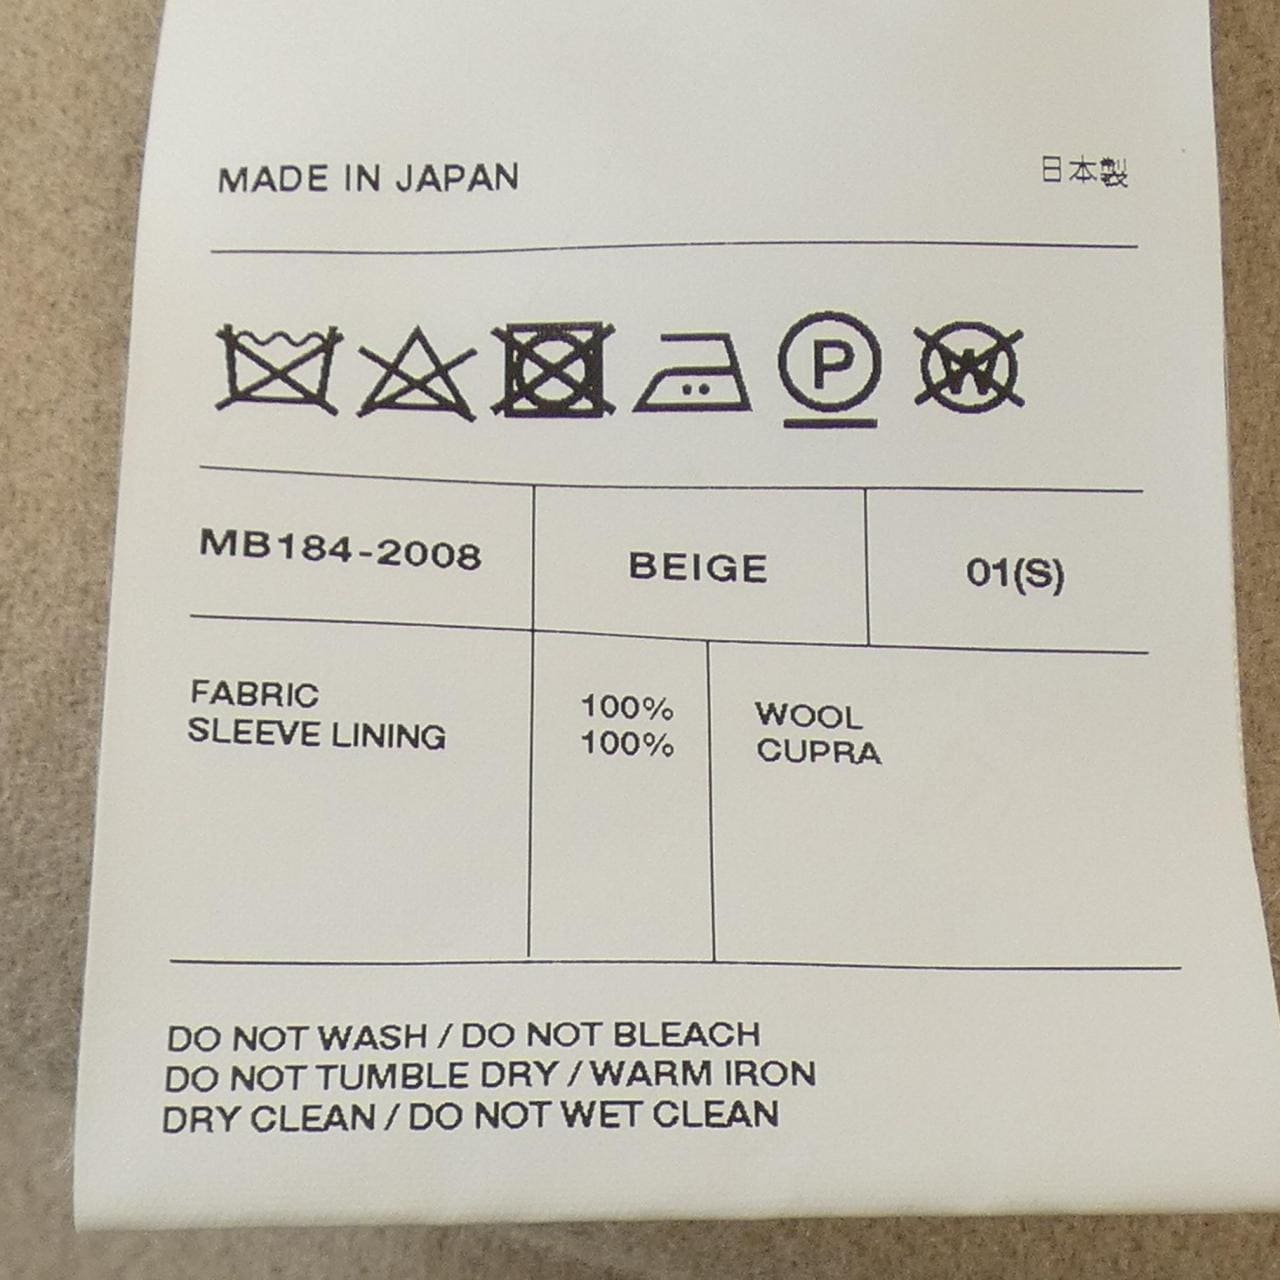 MADE IN JAPAN 日本製
P W
MB184-2008 BEIGE 01(S)
FABRIC 100% WOOL
SLEEVE LINING 100% CUPRA
DO NOT WASH / DO NOT BLEACH
DO NOT TUMBLE DRY / WARM IRON
DRY CLEAN / DO NOT WET CLEAN